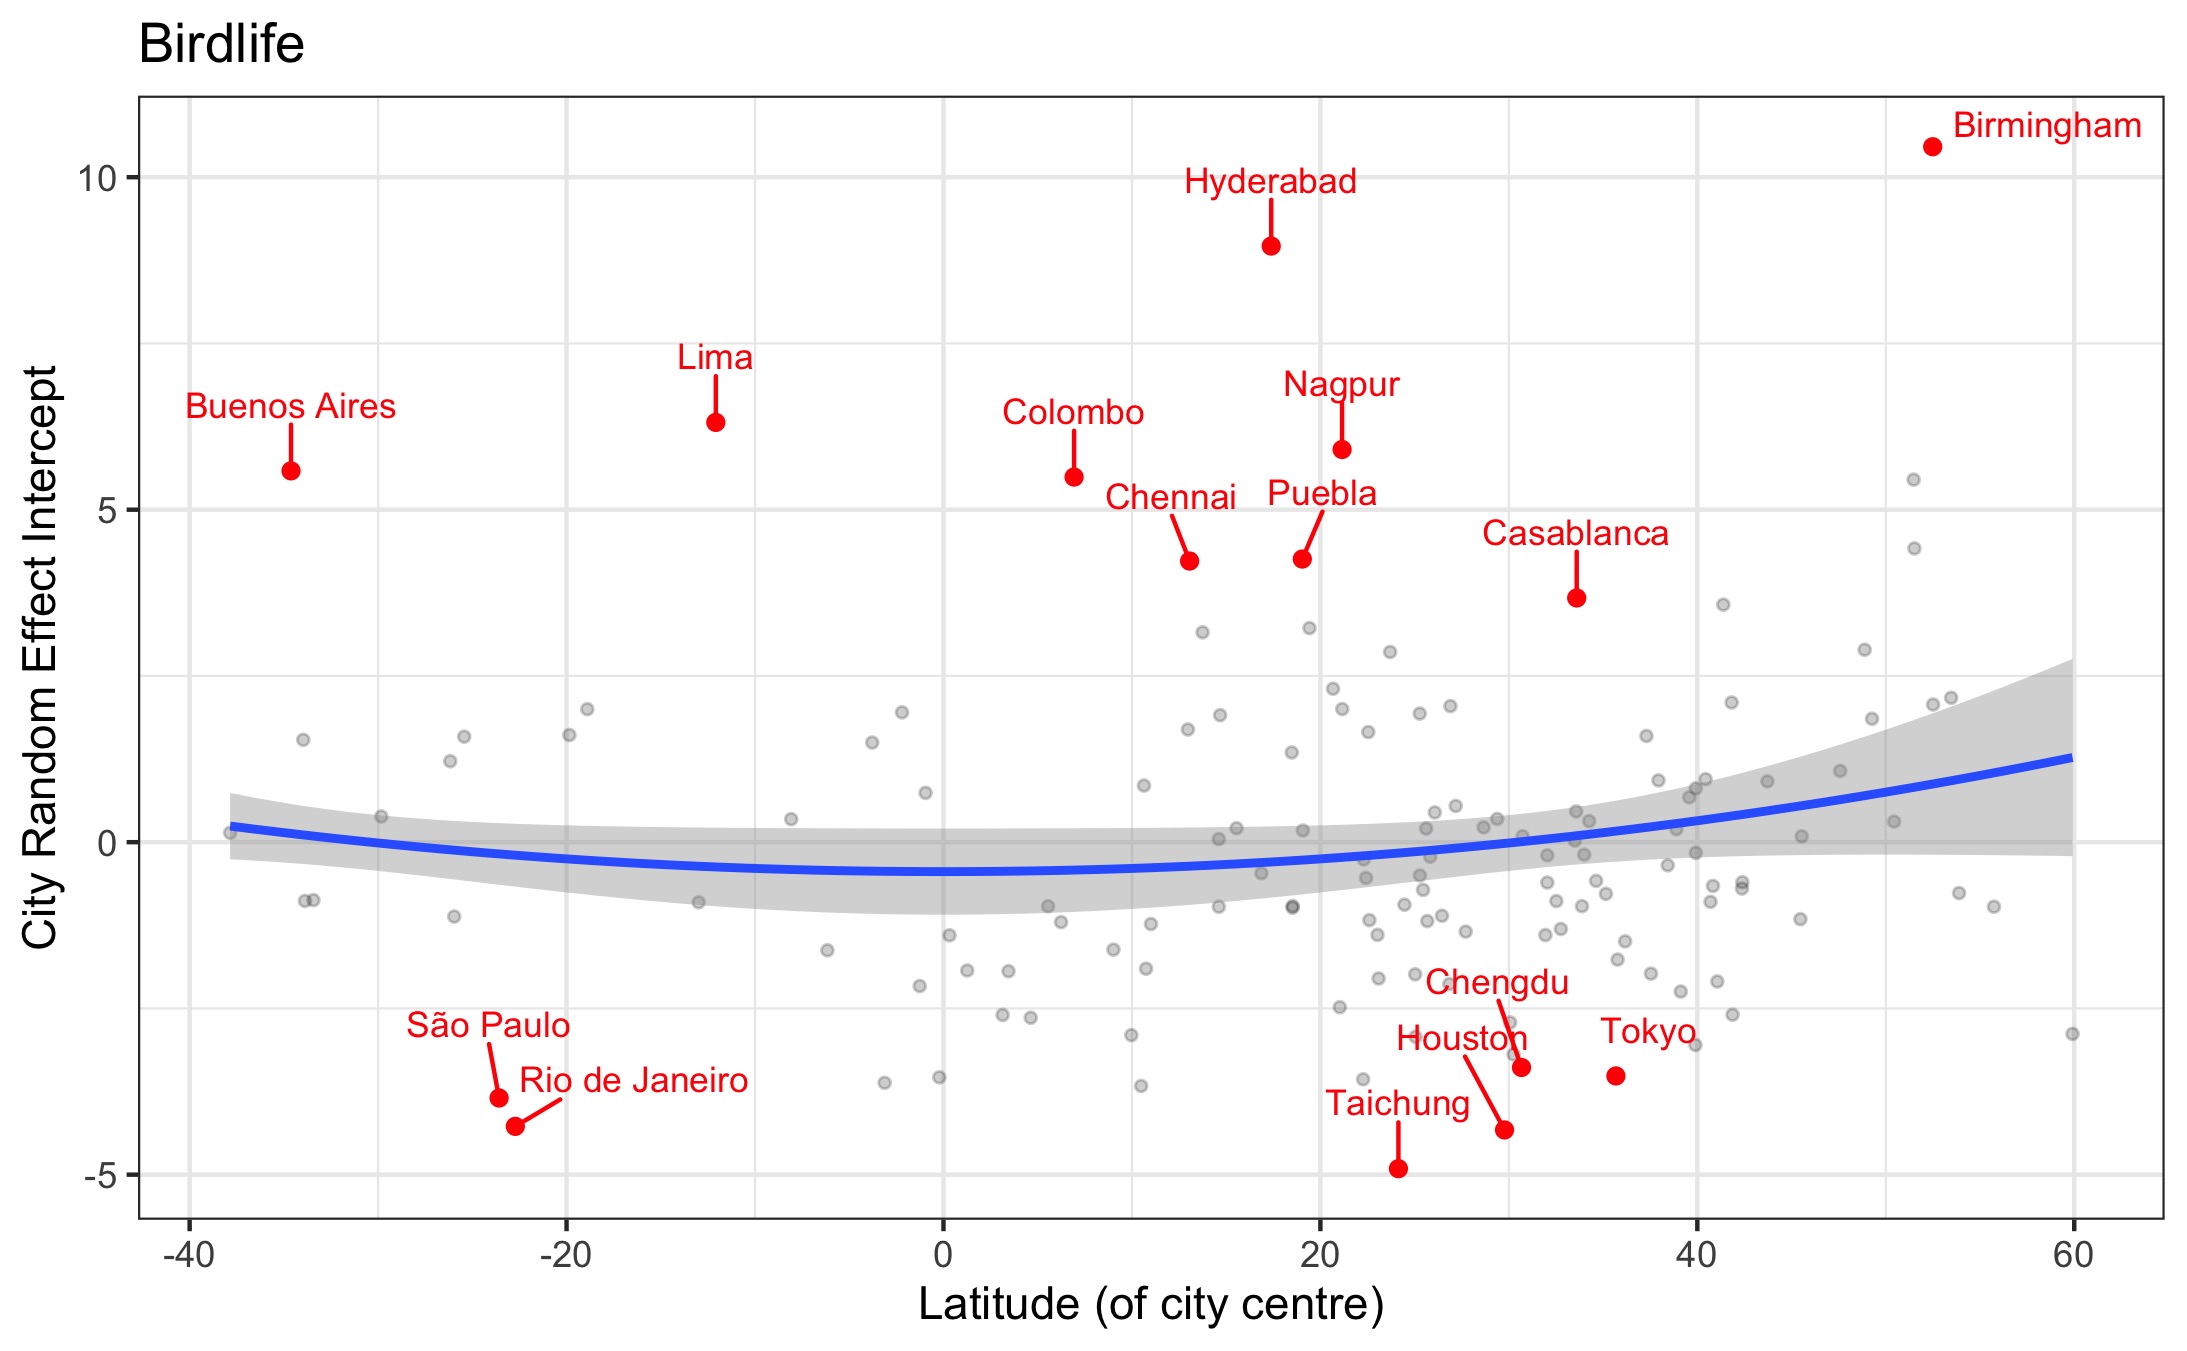 Birdlife
Birmingham
Hyderabad
Lima
Nagpur
Buenos Aires
Colombo
Chennai
Puebla
Casablanca
Chengdu
São Paulo
Houston
Tokyo
Rio de Janeiro
Taichung
10
5
0
-5
City Random Effect Intercept
-40
-20
0
20
40
60
Latitude (of city centre)